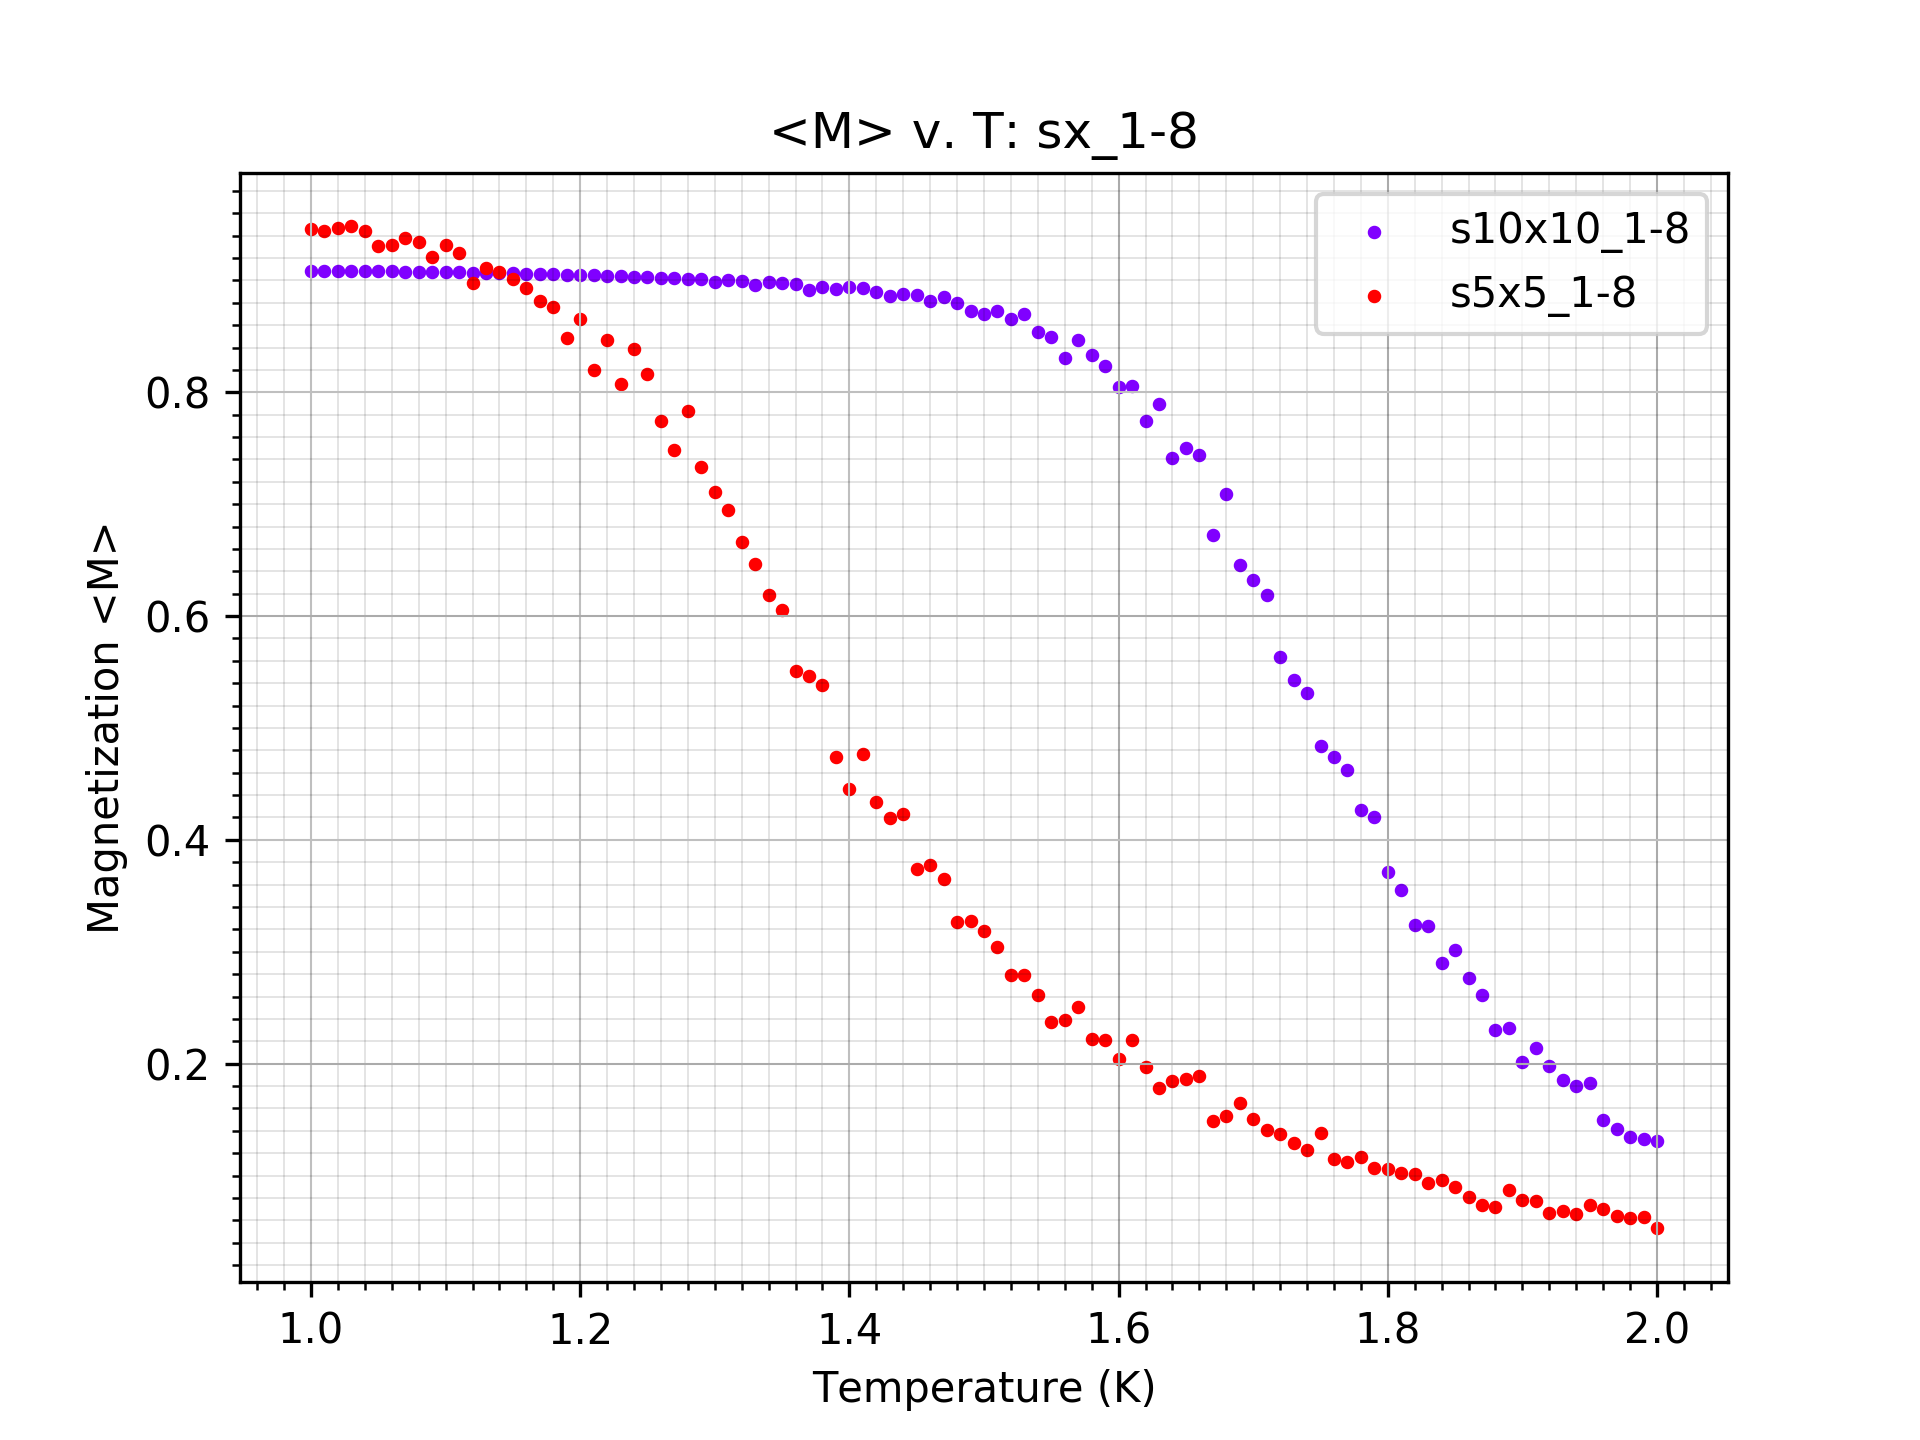 <M> v. T: sx_1-8
s10x10_1-8
s5x5_1-8
Magnetization <M>
0.8
0.6
0.4
0.2
1.0 1.2 1.4 1.6 1.8 2.0
Temperature (K)